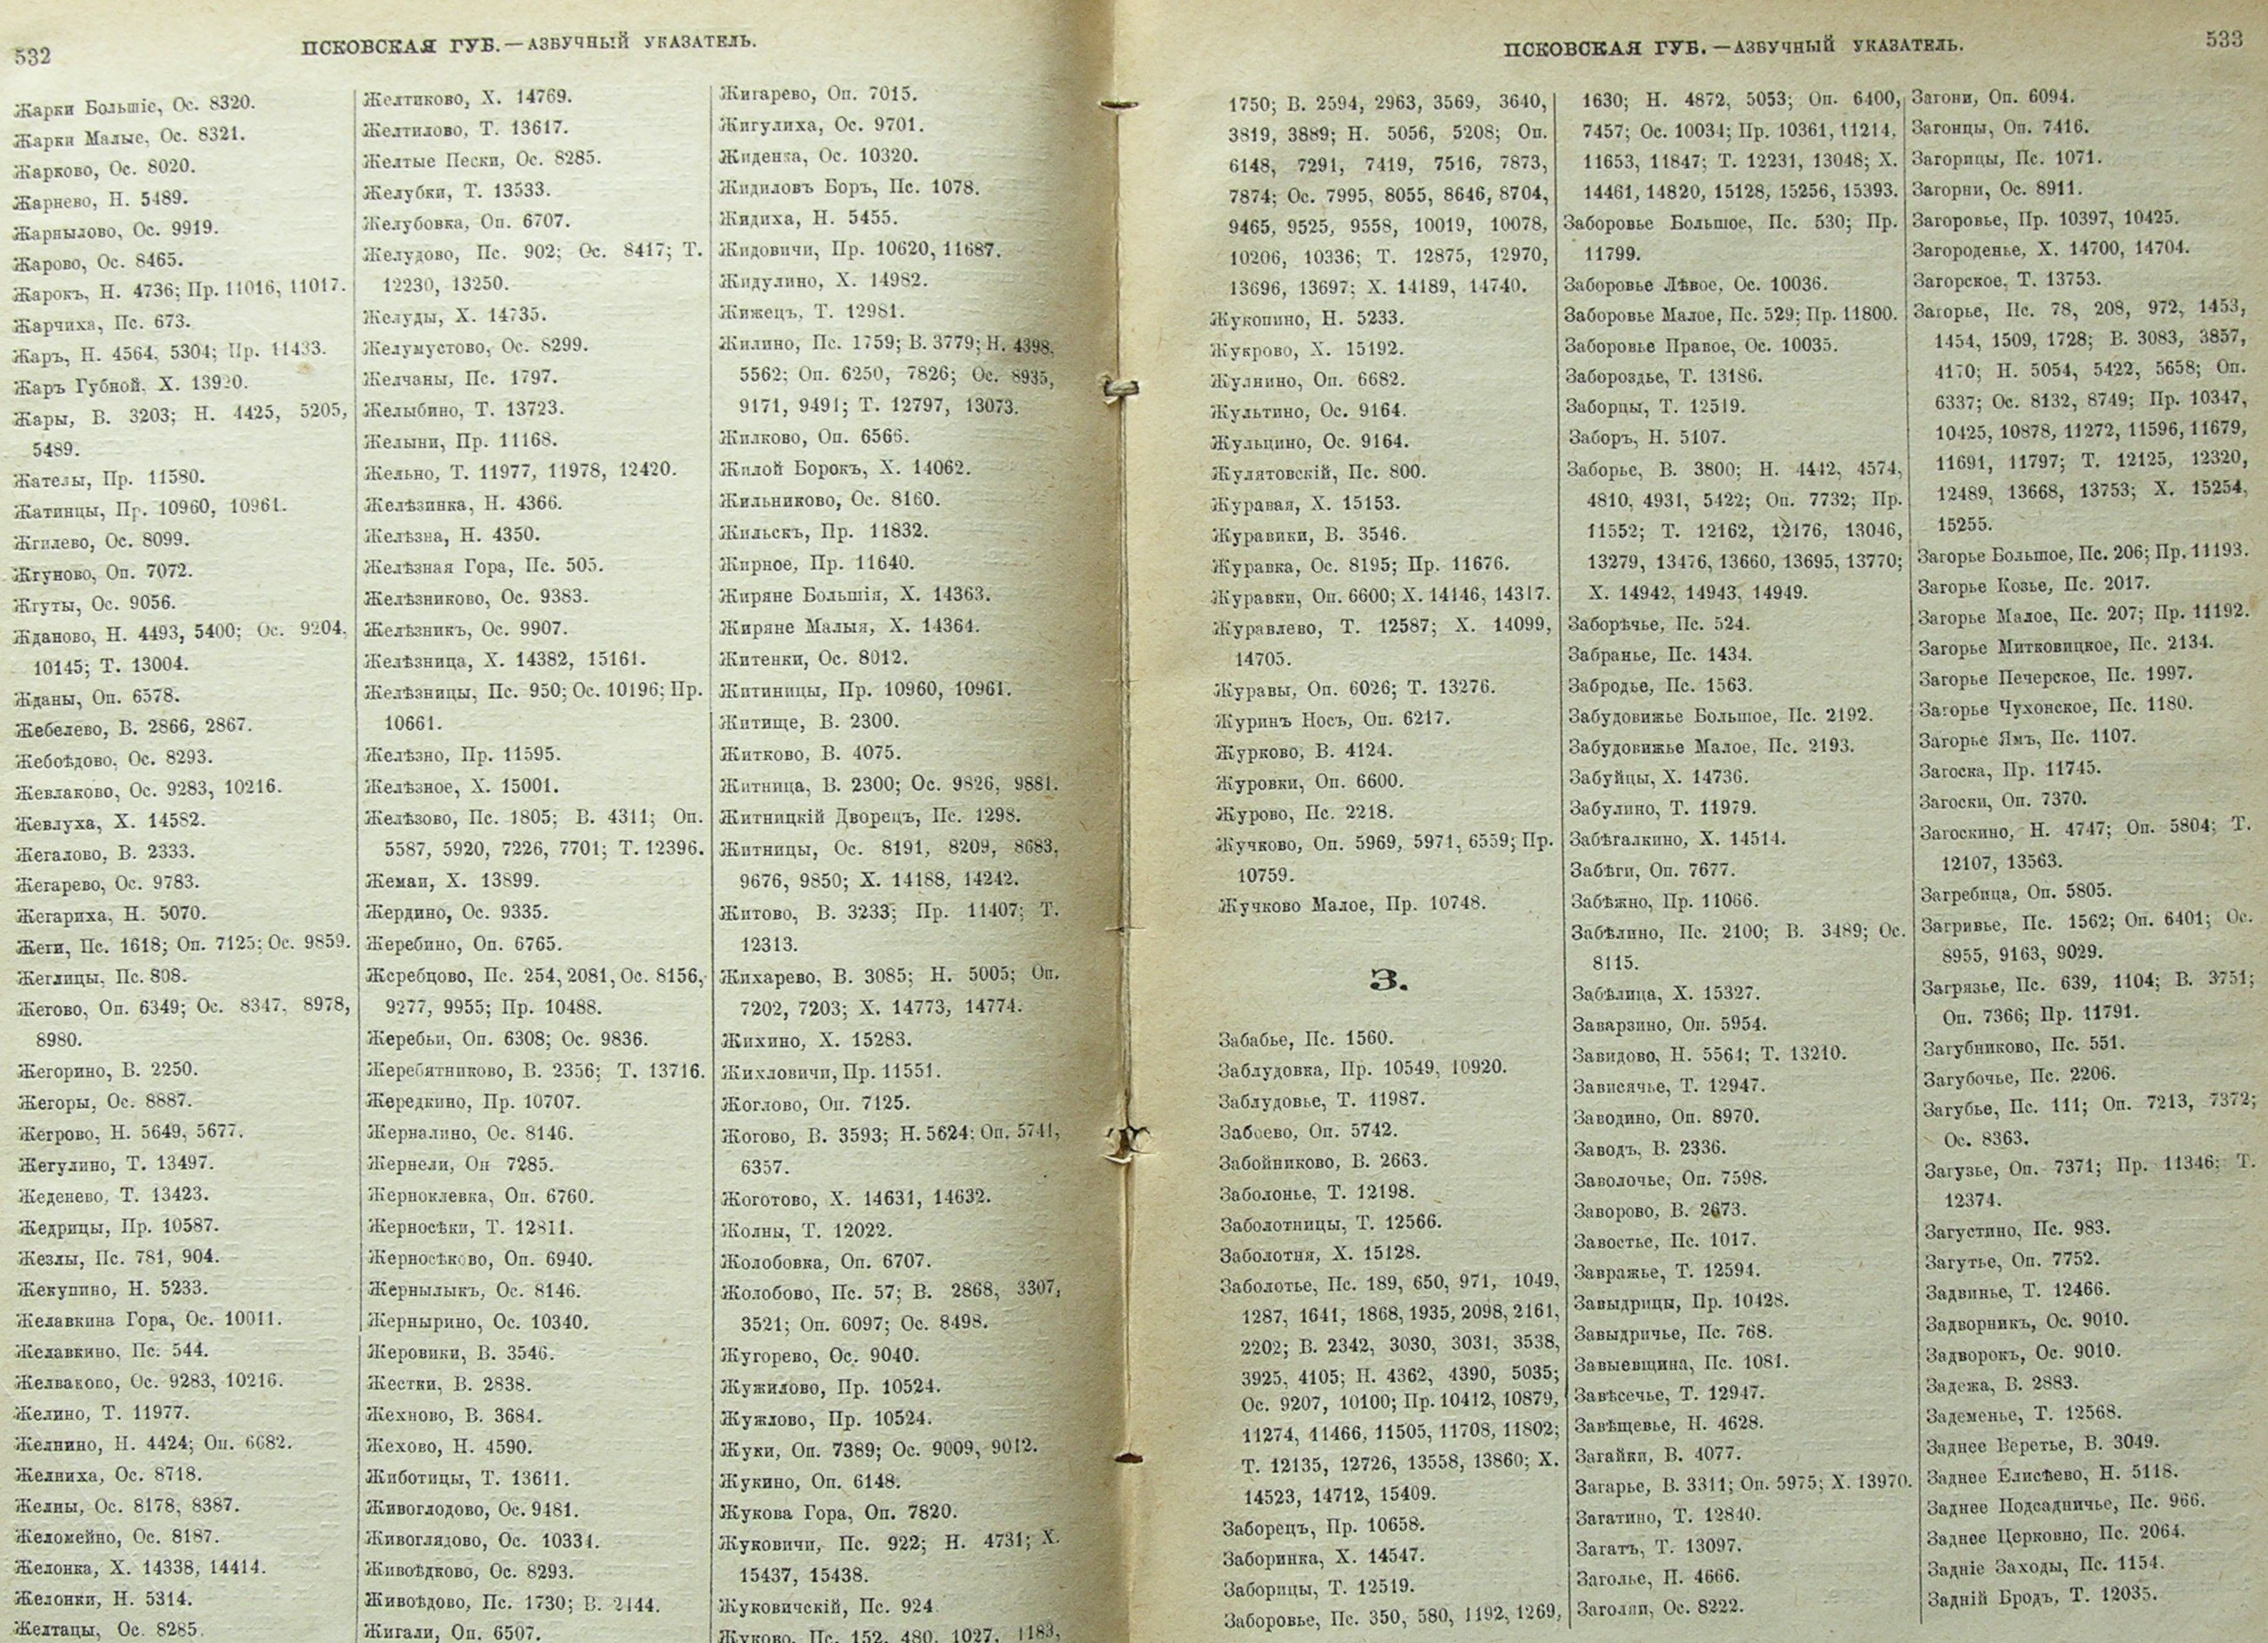 532
ПСКОВСКАЯ ГУБ.—АЗБУЧНЫЙ УКАЗАТЕЛЬ.
Жарки Большіе, Ос. 8320.
Жарки Малые, Ос. 8321.
Жарково, Ос. 8020.
Жарнево, Н. 5489.
Жарнылово, Ос. 9919.
Жарово, Ос. 8465.
Жарокъ, Н. 4736; Пр. 11016, 11017.
Жарчиха, Пс. 673.
Жаръ, Н. 4564, 5304; Пр. 11433.
Жаръ Губной, Х. 13920.
Жары, В. 3203; Н. 4425, 5205,
5489.
Жателы, Пр. 11580.
Жатинцы, Пр. 10960, 10961.
Жгилево, Ос. 8099.
Жгуново, Оп. 7072.
Жгуты, Ос. 9056.
Жданово, Н. 4493, 5400; Ос. 9204,
10145; Т. 13004.
Жданы, Оп. 6578.
Жебелево, В. 2866, 2867.
Жебоѣдово, Ос. 8293.
Жевлаково, Ос. 9283, 10216.
Жевлуха, Х. 14582.
Жегалово, В. 2333.
Жегарево, Ос. 9783.
Жегариха, Н. 5070.
Жеги, Пс. 1618; Оп. 7125; Ос. 9859.
Жеглицы, Пс. 808.
Жегово, Оп. 6349; Ос. 8347, 8978,
8980.
Жегорино, В. 2250.
Жегоры, Ос. 8887.
Жегрово, Н. 5649, 5677.
Жегулино, Т. 13497.
Жеденево, Т. 13423.
Жедрицы, Пр. 10587.
Жезлы, Пс. 781, 904.
Жекупино, Н. 5233.
Желавкина Гора, Ос. 10011.
Желавкино, Пс. 544.
Желваково, Ос. 9283, 10216.
Желино, Т. 11977.
Желнино, Н. 4424; Оп. 6682.
Желниха, Ос. 8718.
Желны, Ос. 8178, 8387.
Желомейно, Ос. 8187.
Желонка, Х. 14338, 14414.
Желонки, Н. 5314.
Желтацы, Ос. 8285.
Желтиково, Х. 14769.
Желтилово, Т. 13617.
Желтые Пески, Ос. 8285.
Желубки, Т. 13533.
Желубовка, Оп. 6707.
Желудово, Пс. 902; Ос. 8417; Т.
12230, 13250.
Желуды, Х. 14735.
Желумустово, Ос. 8299.
Желчаны, Пс. 1797.
Желыбино, Т. 13723.
Желыни, Пр. 11168.
Жельно, Т. 11977, 11978, 12420.
Желѣзинка, Н. 4366.
Желѣзна, Н. 4350.
Желѣзная Гора, Пс. 505.
Желѣзниково, Ос. 9383.
Желѣзникъ, Ос. 9907.
Желѣзница, Х. 14382, 15161.
Желѣзницы, Пс. 950; Ос. 10196; Пр.
10661.
Желѣзно, Пр. 11595.
Желѣзное, Х. 15001.
Желѣзово, Пс. 1805; В. 4311; Оп.
5587, 5920, 7226, 7701; Т. 12396.
Жеман, Х. 13899.
Жердино, Ос. 9335.
Жеребино, Оп. 6765.
Жеребцово, Пс. 254, 2081, Ос. 8156,
9277, 9955; Пр. 10488.
Жеребьи, Оп. 6308; Ос. 9836.
Жеребятниково, В. 2356; Т. 13716.
Жередкино, Пр. 10707.
Жерналино, Ос. 8146.
Жернели, Оп 7285.
Жерноклевка, Оп. 6760.
Жерносѣки, Т. 12811.
Жерносѣково, Оп. 6940.
Жернылыкъ, Ос. 8146.
Жернырино, Ос. 10340.
Жеровики, В. 3546.
Жестки, В. 2838.
Жехново, В. 3684.
Жехово, Н. 4590.
Жиботицы, Т. 13611.
Живоглодово, Ос. 9481.
Живоглядово, Ос. 10331.
Живоѣдково, Ос. 8293.
Живоѣдово, Пс. 1730; В. 2144.
Жигали, Оп. 6507.
Жигарево, Оп. 7015.
Жигулиха, Ос. 9701.
Жиденка, Ос. 10320.
Жидиловъ Боръ, Пс. 1078.
Жидиха, Н. 5455.
Жидовичи, Пр. 10620, 11687.
Жидулино, Х. 14982.
Жижецъ, Т. 12981.
Жилино, Пс. 1759; В. 3779; Н. 4398,
5562; Оп. 6250, 7826; Ос. 8935,
9171, 9491; Т. 12797, 13073.
Жилково, Оп. 6566.
Жилой Борокъ, Х. 14062.
Жильниково, Ос. 8160.
Жильскъ, Пр. 11832.
Жирное, Пр. 11640.
Жиряне Большія, Х. 14363.
Жиряне Малыя, Х. 14364.
Житенки, Ос. 8012.
Житиницы, Пр. 10960, 10961.
Житище, В. 2300.
Житково, В. 4075.
Житница, В. 2300; Ос. 9826, 9881.
Житницкій Дворецъ, Пс. 1298.
Житницы, Ос. 8191, 8209, 8683,
9676, 9850; Х. 14188, 14242.
Житово, В. 3233; Пр. 11407; Т.
12313.
Жихарево, В. 3085; Н. 5005; Оп.
7202, 7203; Х. 14773, 14774.
Жихино, Х. 15283.
Жихловичи, Пр. 11551.
Жоглово, Оп. 7125.
Жогово, В. 3593; Н. 5624; Оп. 5741,
6357.
Жоготово, Х. 14631, 14632.
Жолны, Т. 12022.
Жолобовка, Оп. 6707.
Жолобово, Пс. 57; В. 2868, 3307,
3521; Оп. 6097; Ос. 8498.
Жугорево, Ос. 9040.
Жужилово, Пр. 10524.
Жужлово, Пр. 10524.
Жуки, Оп. 7389; Ос. 9009, 9012.
Жукино, Оп. 6148.
Жукова Гора, Оп. 7820.
Жуковичи, Пс. 922; Н. 4731; Х.
15437, 15438.
Жуковичскій, Пс. 924
Жуково, Пс. 152, 480, 1027, 1183,
ПСКОВСКАЯ ГУБ.—АЗБУЧНЫЙ УКАЗАТЕЛЬ.
533
1750; В. 2594, 2963, 3569, 3640,
3819, 3889; Н. 5056, 5208; Оп.
6148, 7291, 7419, 7516, 7873,
7874; Ос. 7995, 8055, 8646, 8704,
9465, 9525, 9558, 10019, 10078,
10206, 10336; Т. 12875, 12970,
13696, 13697; Х. 14189, 14740.
Жукопино, Н. 5233.
Жукрово, Х. 15192.
Жулнино, Оп. 6682.
Жультино, Ос. 9164.
Жульцино, Ос. 9164.
Жулятовскій, Пс. 800.
Журавая, Х. 15153.
Журавики, В. 3546.
Журавка, Ос. 8195; Пр. 11676.
Журавки, Оп. 6600; Х. 14146, 14317.
Журавлево, Т. 12587; Х. 14099,
14705.
Журавы, Оп. 6026; Т. 13276.
Журинъ Носъ, Оп. 6217.
Журково, В. 4124.
Журовки, Оп. 6600.
Журово, Пс. 2218.
Жучково, Оп. 5969, 5971, 6559; Пр.
10759.
Жучково Малое, Пр. 10748.
З.
Забабье, Пс. 1560.
Заблудовка, Пр. 10549, 10920.
Заблудовье, Т. 11987.
Забоево, Оп. 5742.
Забойниково, В. 2663.
Заболонье, Т. 12198.
Заболотницы, Т. 12566.
Заболотня, Х. 15128.
Заболотье, Пс. 189, 650, 971, 1049,
1287, 1641, 1868, 1935, 2098, 2161,
2202; В. 2342, 3030, 3031, 3538,
3925, 4105; Н. 4362, 4390, 5035;
Ос. 9207, 10100; Пр. 10412, 10879,
11274, 11466, 11505, 11708, 11802;
Т. 12135, 12726, 13558, 13860; Х.
14523, 14712, 15409.
Заборецъ, Пр. 10658.
Заборинка, Х. 14547.
Заборицы, Т. 12519.
Заборовье, Пс. 350, 580, 1192, 1269,
1630; Н. 4872, 5053; Оп. 6400,
7457; Ос. 10034; Пр. 10361, 11214,
11653, 11847; Т. 12231, 13048; Х.
14461, 14820, 15128, 15256, 15393.
Заборовье Большое, Пс. 530; Пр.
11799.
Заборовье Лѣвое, Ос. 10036.
Заборовье Малое, Пс. 529; Пр. 11800.
Заборовье Правое, Ос. 10035.
Забороздье, Т. 13186.
Заборцы, Т. 12519.
Заборъ, Н. 5107.
Заборье, В. 3800; Н. 4442, 4574,
4810, 4931, 5422; Оп. 7732; Пр.
11552; Т. 12162, 12176, 13046,
13279, 13476, 13660, 13695, 13770;
Х. 14942, 14943, 14949.
Заборѣчье, Пс. 524.
Забранье, Пс. 1434.
Забродье, Пс. 1563.
Забудовижье Большое, Пс. 2192.
Забудовижье Малое, Пс. 2193.
Забуйцы, Х. 14736.
Забулино, Т. 11979.
Забѣгалкино, Х. 14514.
Забѣги, Оп. 7677.
Забѣжно, Пр. 11066.
Забѣлино, Пс. 2100; В. 3489; Ос.
8115.
Забѣлица, Х. 15327.
Заварзино, Оп. 5954.
Завидово, Н. 5564; Т. 13210.
Зависячье, Т. 12947.
Заводино, Оп. 8970.
Заводъ, В. 2336.
Заволочье, Оп. 7598.
Заворово, В. 2673.
Завостье, Пс. 1017.
Завражье, Т. 12594.
Завыдрицы, Пр. 10428.
Завыдричье, Пс. 768.
Завыевщина, Пс. 1081.
Завѣсечье, Т. 12947.
Завѣщевье, Н. 4628.
Загайки, В. 4077.
Загарье, В. 3311; Оп. 5975; Х. 13970.
Загатино, Т. 12840.
Загатъ, Т. 13097.
Заголье, Н. 4666.
Заголяи, Ос. 8222.
Загони, Оп. 6094.
Загонцы, Оп. 7416.
Загорицы, Пс. 1071.
Загорни, Ос. 8911.
Загоровье, Пр. 10397, 10425.
Загороденье, Х. 14700, 14704.
Загорское, Т. 13753.
Загорье, Пс. 78, 208, 972, 1453,
1454, 1509, 1728; В. 3083, 3857,
4170; Н. 5054, 5422, 5658; Оп.
6337; Ос. 8132, 8749; Пр. 10347,
10425, 10878, 11272, 11596, 11679,
11691, 11797; Т. 12125, 12320,
12489, 13668, 13753; Х. 15254,
15255.
Загорье Большое, Пс. 206; Пр. 11193.
Загорье Козье, Пс. 2017.
Загорье Малое, Пс. 207; Пр. 11192.
Загорье Митковицкое, Пс. 2134.
Загорье Печерское, Пс. 1997.
Загорье Чухонское, Пс. 1180.
Загорье Ямъ, Пс. 1107.
Загоска, Пр. 11745.
Загоски, Оп. 7370.
Загоскино, Н. 4747; Оп. 5804; Т.
12107, 13563.
Загребица, Оп. 5805.
Загривье, Пс. 1562; Оп. 6401; Ос.
8955, 9163, 9029.
Загрязье, Пс. 639, 1104; В. 3751;
Оп. 7366; Пр. 11791.
Загубниково, Пс. 551.
Загубочье, Пс. 2206.
Загубье, Пс. 111; Оп. 7213, 7372;
Ос. 8363.
Загузье, Оп. 7371; Пр. 11346; Т.
12374.
Загустино, Пс. 983.
Загутье, Оп. 7752.
Задвинье, Т. 12466.
Задворникъ, Ос. 9010.
Задворокъ, Ос. 9010.
Задежа, В. 2883.
Задеменье, Т. 12568.
Заднее Веретье, В. 3049.
Заднее Елисѣево, Н. 5118.
Заднее Подсадничье, Пс. 966.
Заднее Церковно, Пс. 2064.
Задніе Заходы, Пс. 1154.
Задній Бродъ, Т. 12035.